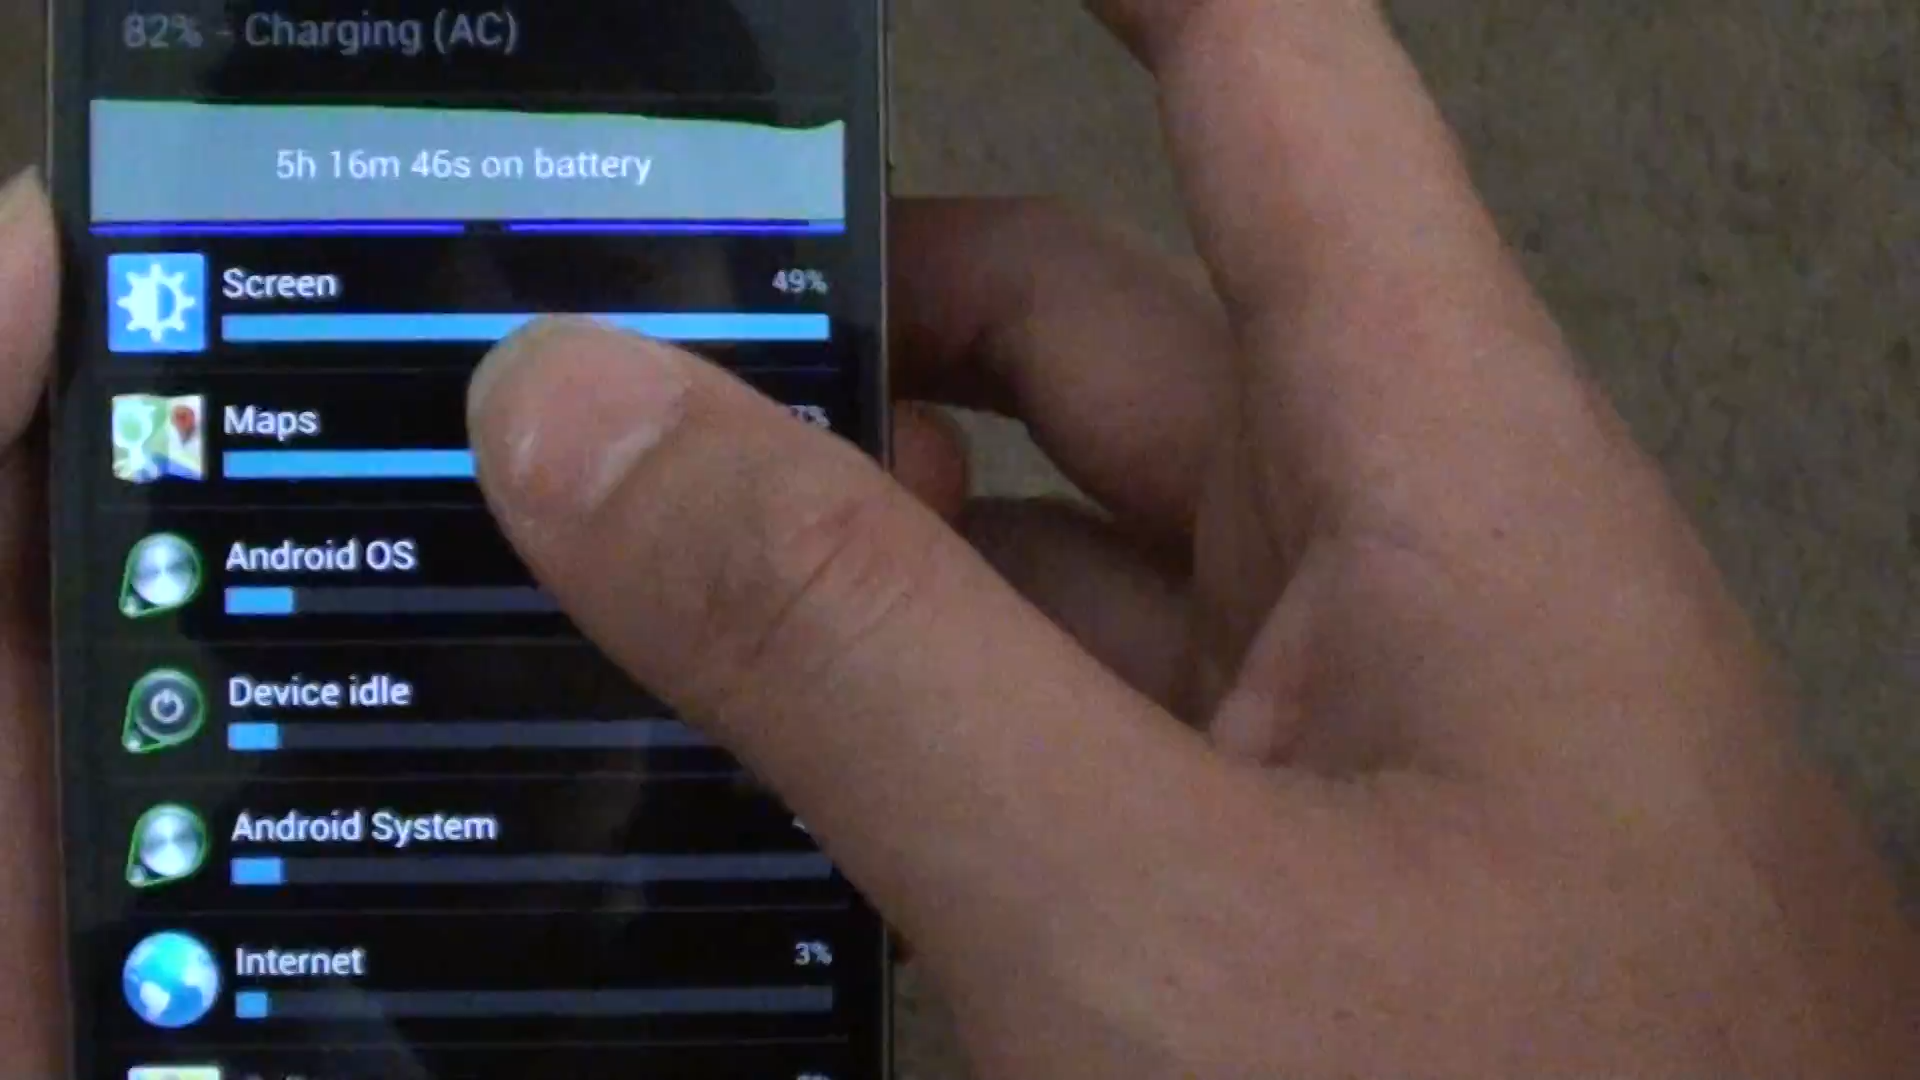 82% - Charging (AC)
5h 16m 46s on battery
Screen 49%
Maps
Android OS
Device idle
Android System
Internet 3%